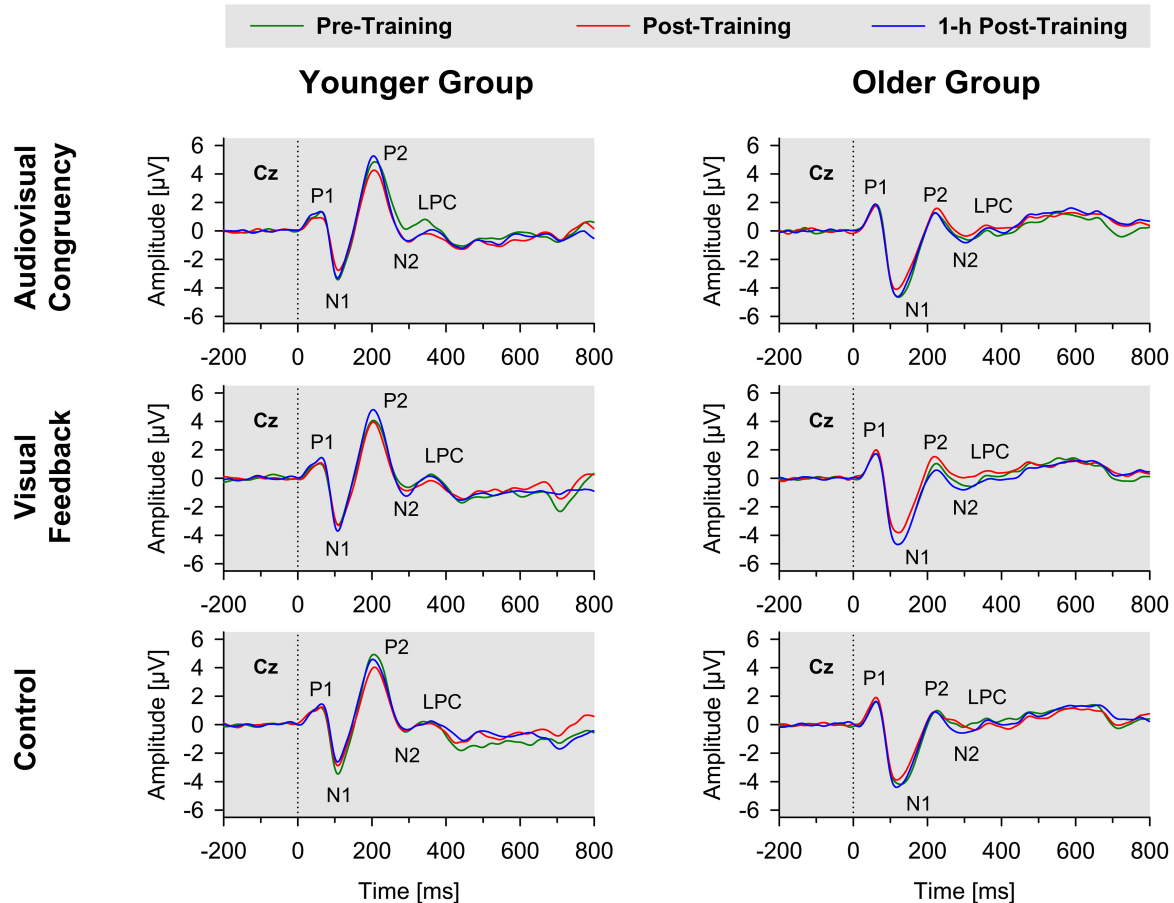 Pre-Training Post-Training 1-h Post-Training
Younger Group Older Group
Audiovisual
Congruency
Amplitude [µV]
6
4
2
0
-2
-4
-6
Cz
P1
N1
P2
N2
LPC
-200 0 200 400 600 800
Amplitude [µV]
6
4
2
0
-2
-4
-6
Cz
P1
N1
P2
N2
LPC
-200 0 200 400 600 800
Visual
Feedback
Amplitude [µV]
6
4
2
0
-2
-4
-6
Cz
P1
N1
P2
N2
LPC
-200 0 200 400 600 800
Amplitude [µV]
6
4
2
0
-2
-4
-6
Cz
P1
N1
P2
N2
LPC
-200 0 200 400 600 800
Control
Amplitude [µV]
6
4
2
0
-2
-4
-6
Cz
P1
N1
P2
N2
LPC
-200 0 200 400 600 800
Time [ms]
Amplitude [µV]
6
4
2
0
-2
-4
-6
Cz
P1
N1
P2
N2
LPC
-200 0 200 400 600 800
Time [ms]